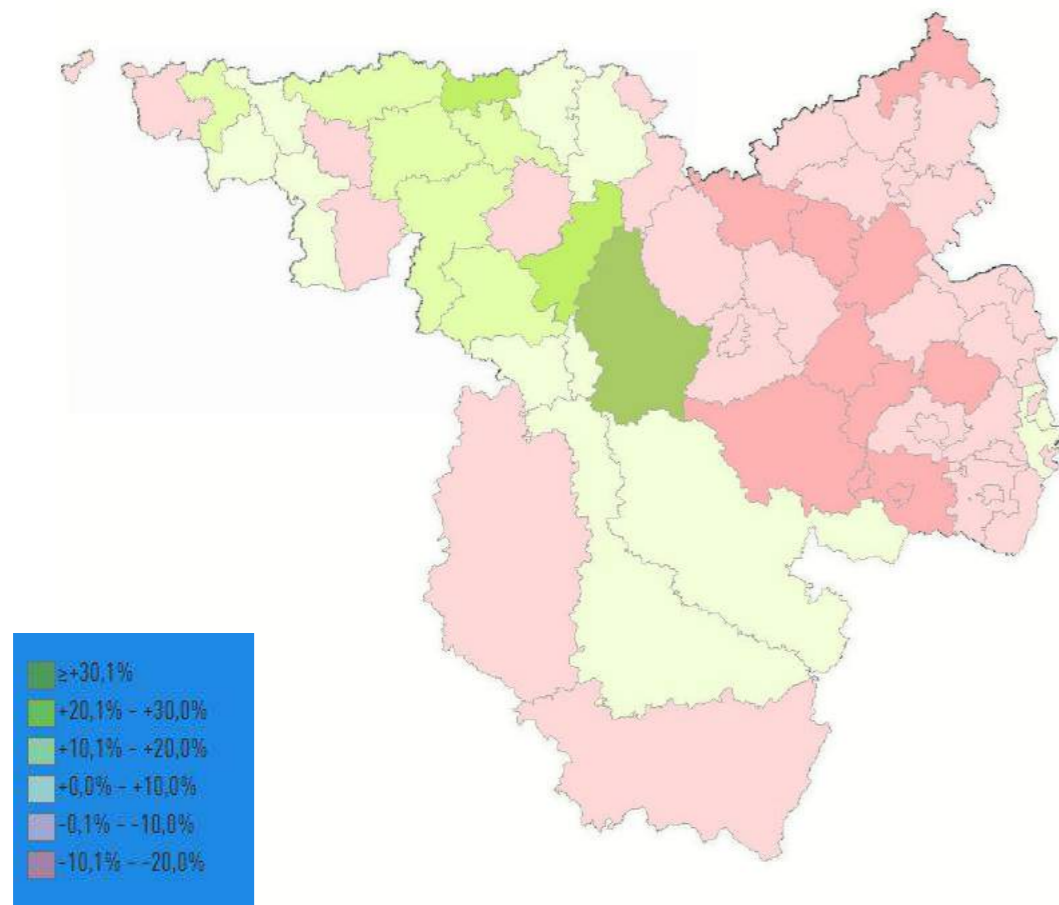 ≥+30,1%
+20,1% - +30,0%
+10,1% - +20,0%
+0,0% - +10,0%
-0,1% - -10,0%
-10,1% - -20,0%